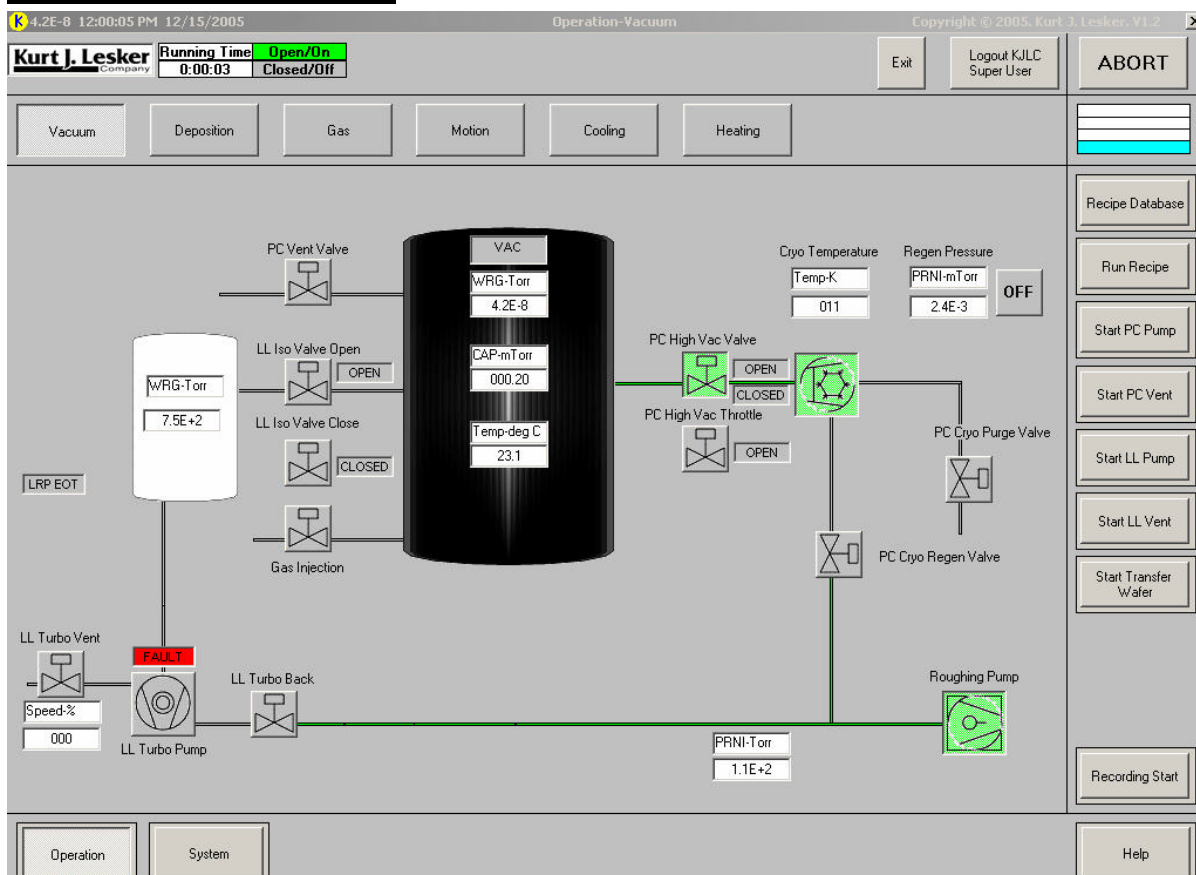 4.2E-8 12:00:05 PM 12/15/2005 Operation-Vacuum Copyright © 2005, Kurt J. Lesker. V1.2
Kurt J. Lesker
Company
Running Time Open/On
0:00:03 Closed/Off
Exit
Logout KJLC
Super User
ABORT
Vacuum Deposition Gas Motion Cooling Heating
Recipe Database
Run Recipe
Start PC Pump
Start PC Vent
Start LL Pump
Start LL Vent
Start Transfer
Wafer
Recording Start
PC Vent Valve
VAC
WRG-Torr
4.2E-8
CAP-mTorr
000.20
Temp-deg C
23.1
Cryo Temperature
Temp-K
011
Regen Pressure
PRNI-mTorr
2.4E-3
OFF
LL Iso Valve Open
OPEN
WRG-Torr
7.5E+2
LL Iso Valve Close
CLOSED
LRP EOT
Gas Injection
PC High Vac Valve
OPEN
CLOSED
PC High Vac Throttle
OPEN
PC Cryo Purge Valve
PC Cryo Regen Valve
LL Turbo Vent
FAULT
Speed-%
000
LL Turbo Pump
LL Turbo Back
Roughing Pump
PRNI-Torr
1.1E+2
Operation System Help